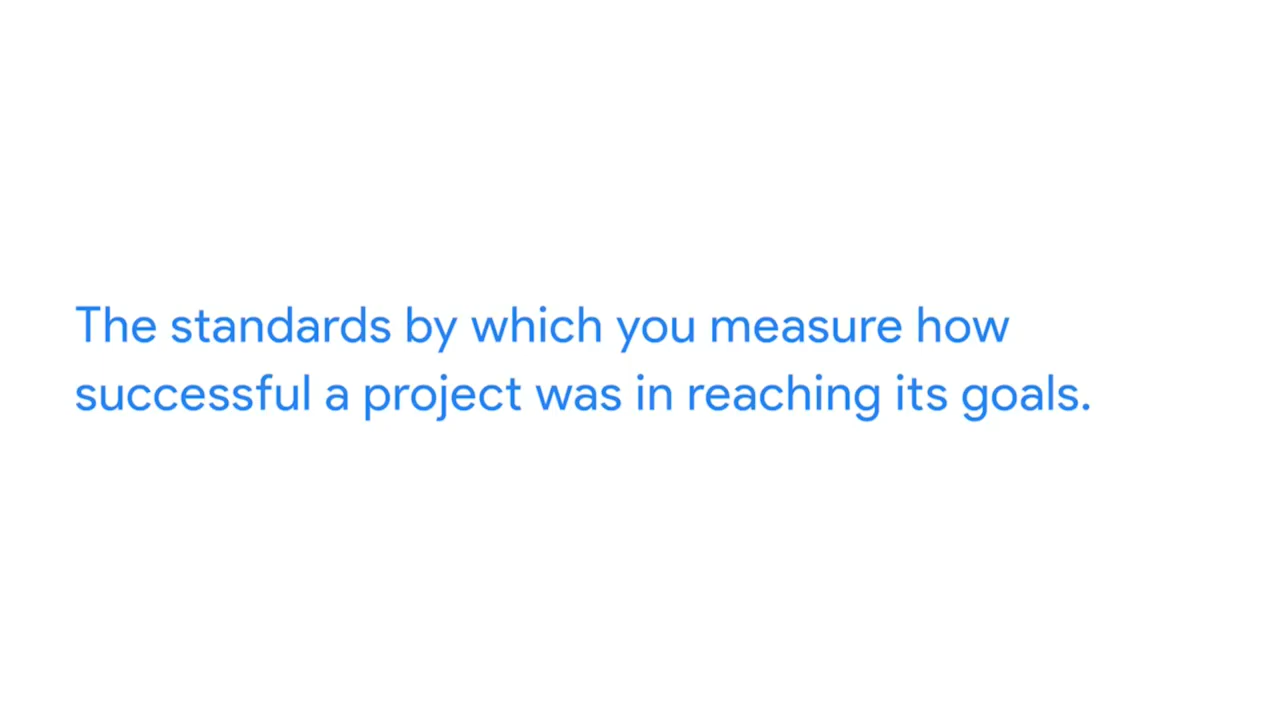 The standards by which you measure how
successful a project was in reaching its goals.